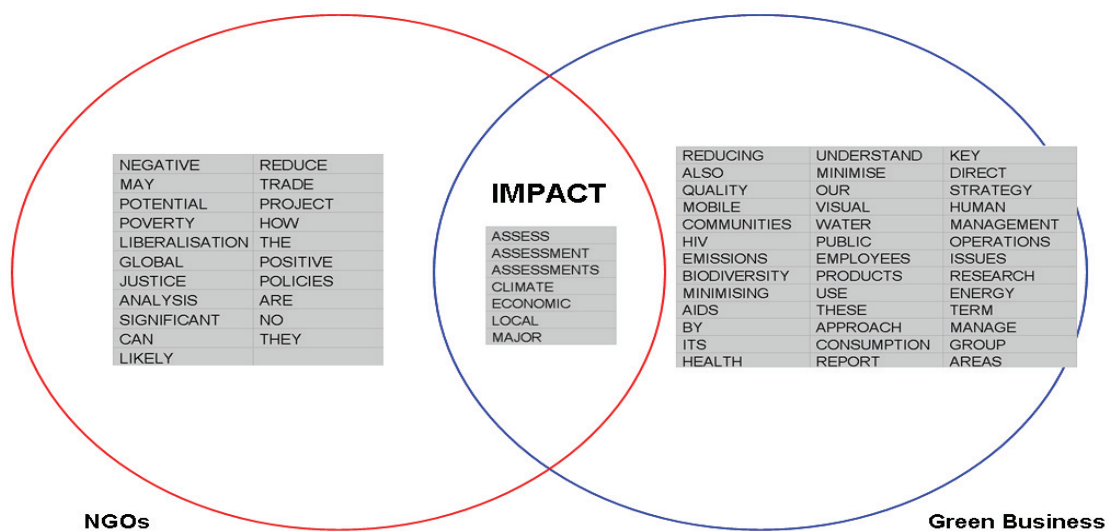 IMPACT
NEGATIVE REDUCE
MAY TRADE
POTENTIAL PROJECT
POVERTY HOW
LIBERALISATION THE
GLOBAL POSITIVE
JUSTICE POLICIES
ANALYSIS ARE
SIGNIFICANT NO
CAN THEY
LIKELY
ASSESS
ASSESSMENT
ASSESSMENTS
CLIMATE
ECONOMIC
LOCAL
MAJOR
REDUCING UNDERSTAND KEY
ALSO MINIMISE DIRECT
QUALITY OUR STRATEGY
MOBILE VISUAL HUMAN
COMMUNITIES WATER MANAGEMENT
HIV PUBLIC OPERATIONS
EMISSIONS EMPLOYEES ISSUES
BIODIVERSITY PRODUCTS RESEARCH
MINIMISING USE ENERGY
AIDS THESE TERM
BY APPROACH MANAGE
ITS CONSUMPTION GROUP
HEALTH REPORT AREAS
NGOs
Green Business